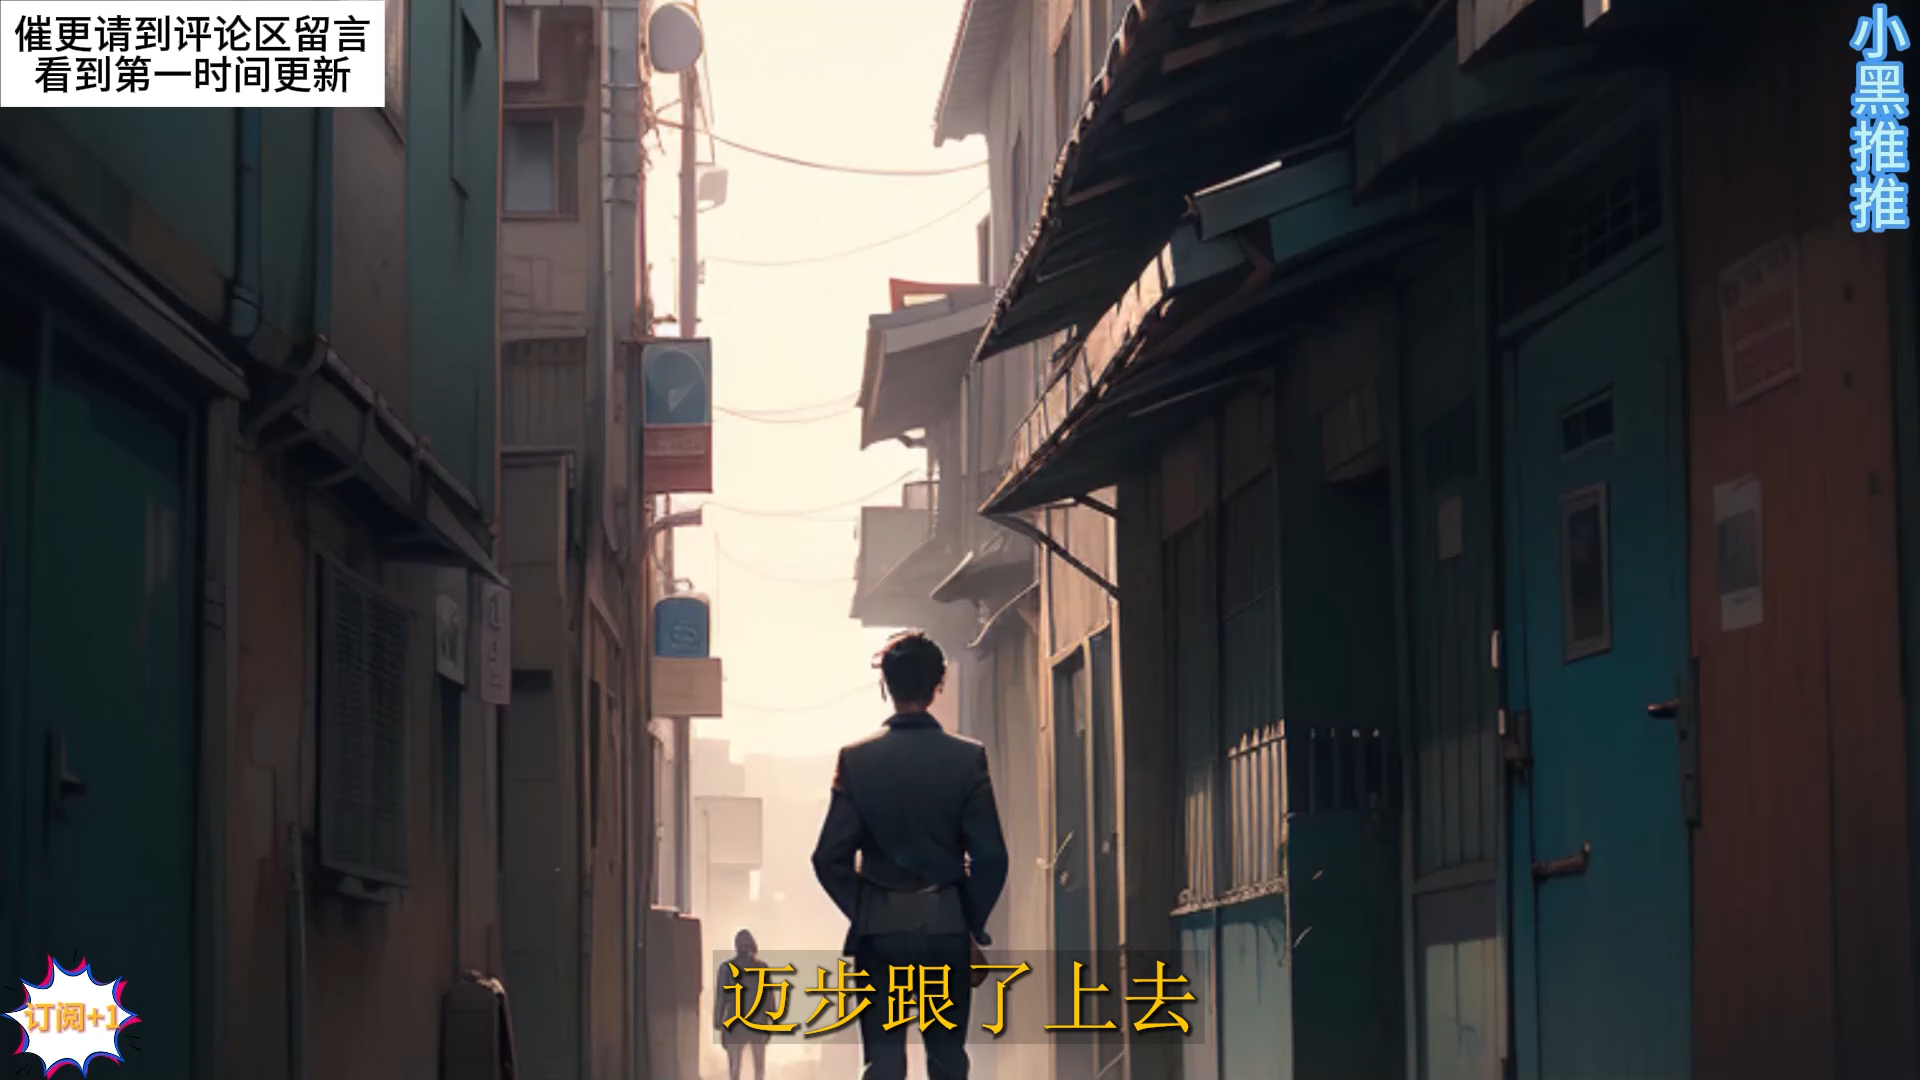 催更请到评论区留言
看到第一时间更新
小黑推推
迈步跟了上去
订阅+1